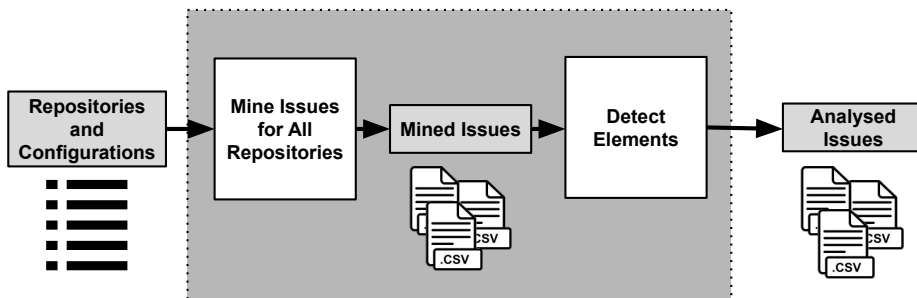 Repositories
and
Configurations
Mine Issues
for All
Repositories
Mined Issues
Detect
Elements
Analysed
Issues
.CSV
.CSV
.CSV
.CSV